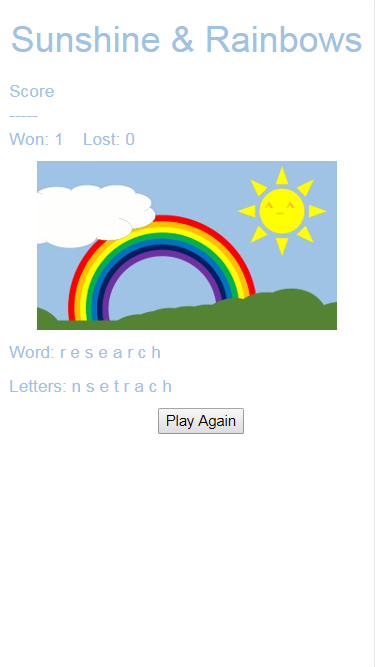 Sunshine & Rainbows
Score
-----
Won: 1 Lost: 0
Word: r e s e a r c h
Letters: n s e t r a c h
Play Again